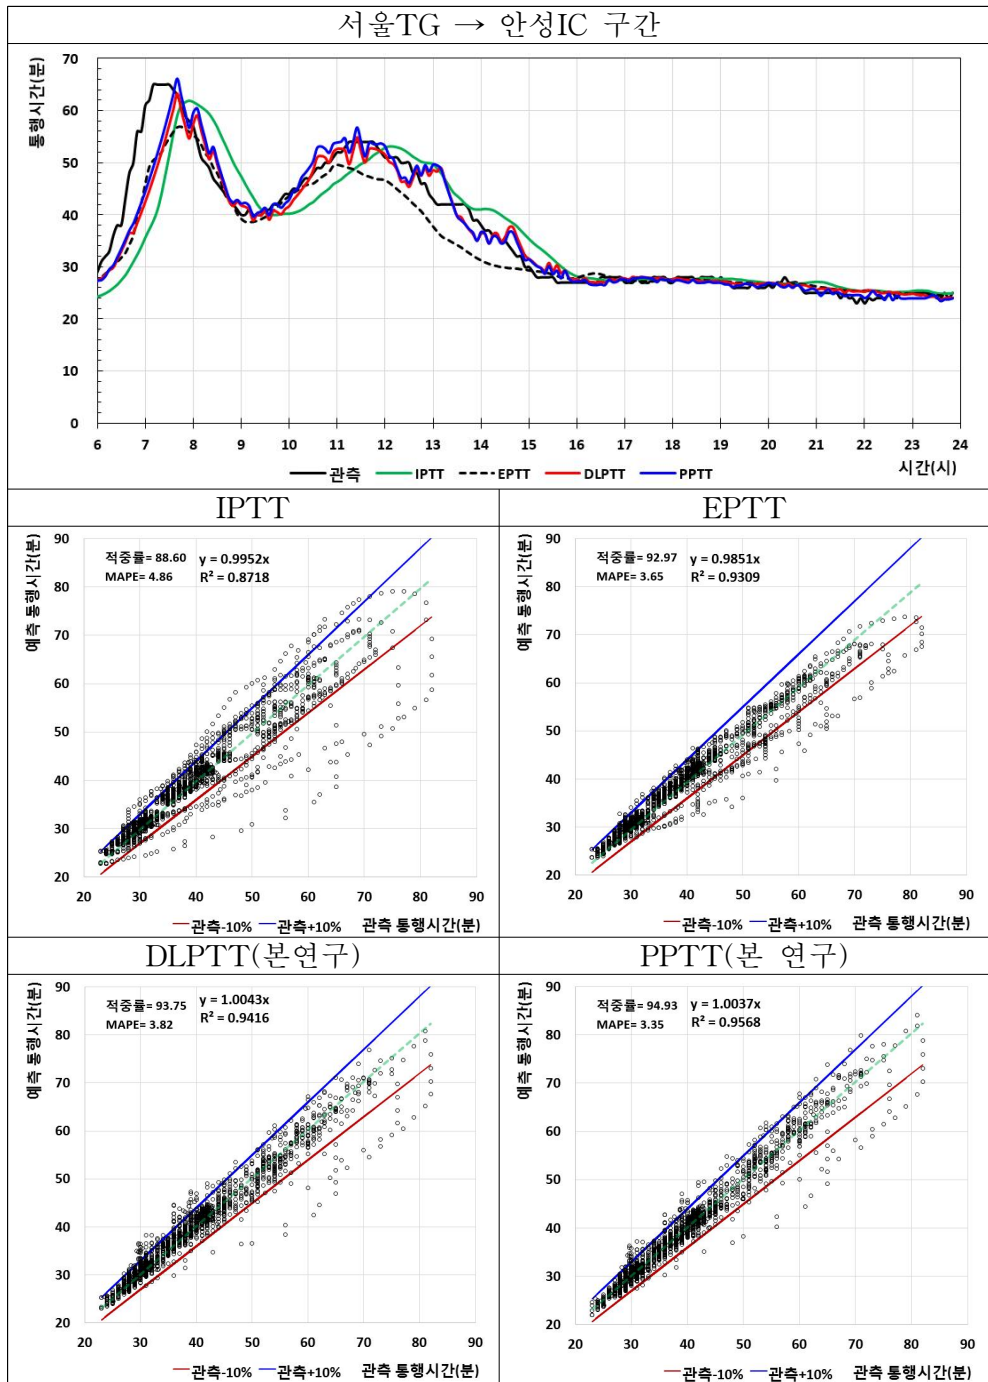 서울TG → 안성IC 구간
통행시간(분)
70
60
50
40
30
20
10
0
6 7 8 9 10 11 12 13 14 15 16 17 18 19 20 21 22 23 24
시간(시)
관측 IPTT EPTT DLPTT PPTT
IPTT
예측 통행시간(분)
적중률= 88.60 y = 0.9952x
MAPE= 4.86 R² = 0.8718
90
80
70
60
50
40
30
20
20 30 40 50 60 70 80 90
관측-10% 관측+10% 관측 통행시간(분)
EPTT
예측 통행시간(분)
적중률= 92.97 y = 0.9851x
MAPE= 3.65 R² = 0.9309
90
80
70
60
50
40
30
20
20 30 40 50 60 70 80 90
관측-10% 관측+10% 관측 통행시간(분)
DLPTT(본연구)
예측 통행시간(분)
적중률= 93.75 y = 1.0043x
MAPE= 3.82 R² = 0.9416
90
80
70
60
50
40
30
20
20 30 40 50 60 70 80 90
관측-10% 관측+10% 관측 통행시간(분)
PPTT(본 연구)
예측 통행시간(분)
적중률= 94.93 y = 1.0037x
MAPE= 3.35 R² = 0.9568
90
80
70
60
50
40
30
20
20 30 40 50 60 70 80 90
관측-10% 관측+10% 관측 통행시간(분)